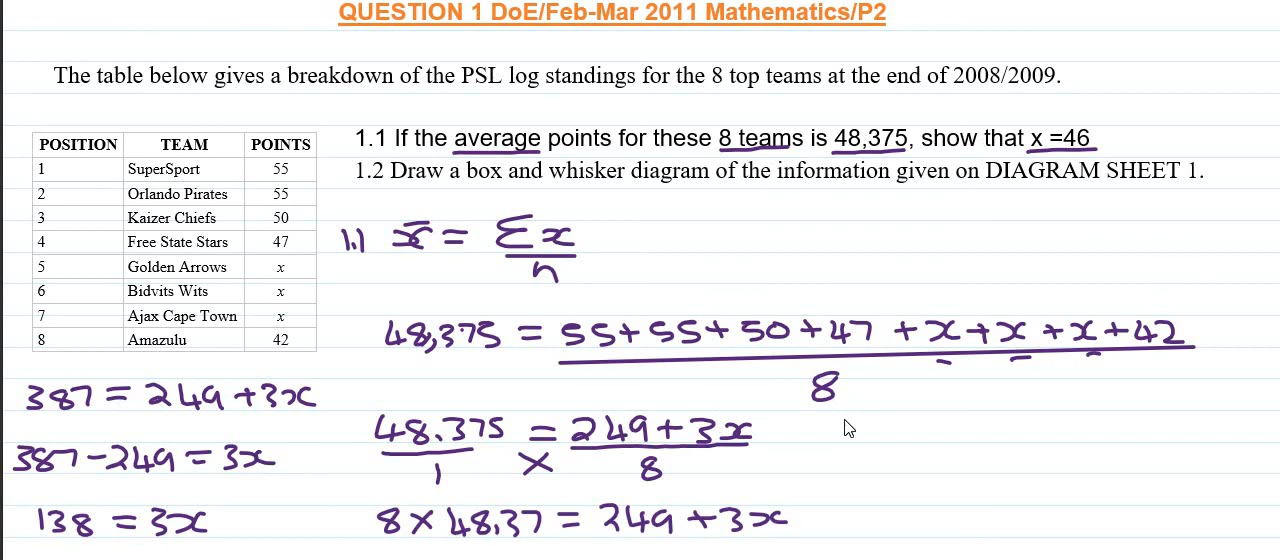 QUESTION 1 DoE/Feb-Mar 2011 Mathematics/P2
The table below gives a breakdown of the PSL log standings for the 8 top teams at the end of 2008/2009.
POSITION TEAM POINTS
1 SuperSport 55
2 Orlando Pirates 55
3 Kaizer Chiefs 50
4 Free State Stars 47
5 Golden Arrows x
6 Bidvits Wits x
7 Ajax Cape Town x
8 Amazulu 42
1.1 If the average points for these 8 teams is 48,375, show that x =46
1.2 Draw a box and whisker diagram of the information given on DIAGRAM SHEET 1.
1.1) x̄ = Σx / n
48,375 = 55+55+50+47+x+x+x+42 / 8
48.375 / 1 × = 249+3x / 8
8 × 48.37 = 249 + 3x
387 = 249 + 3x
387 - 249 = 3x
138 = 3x